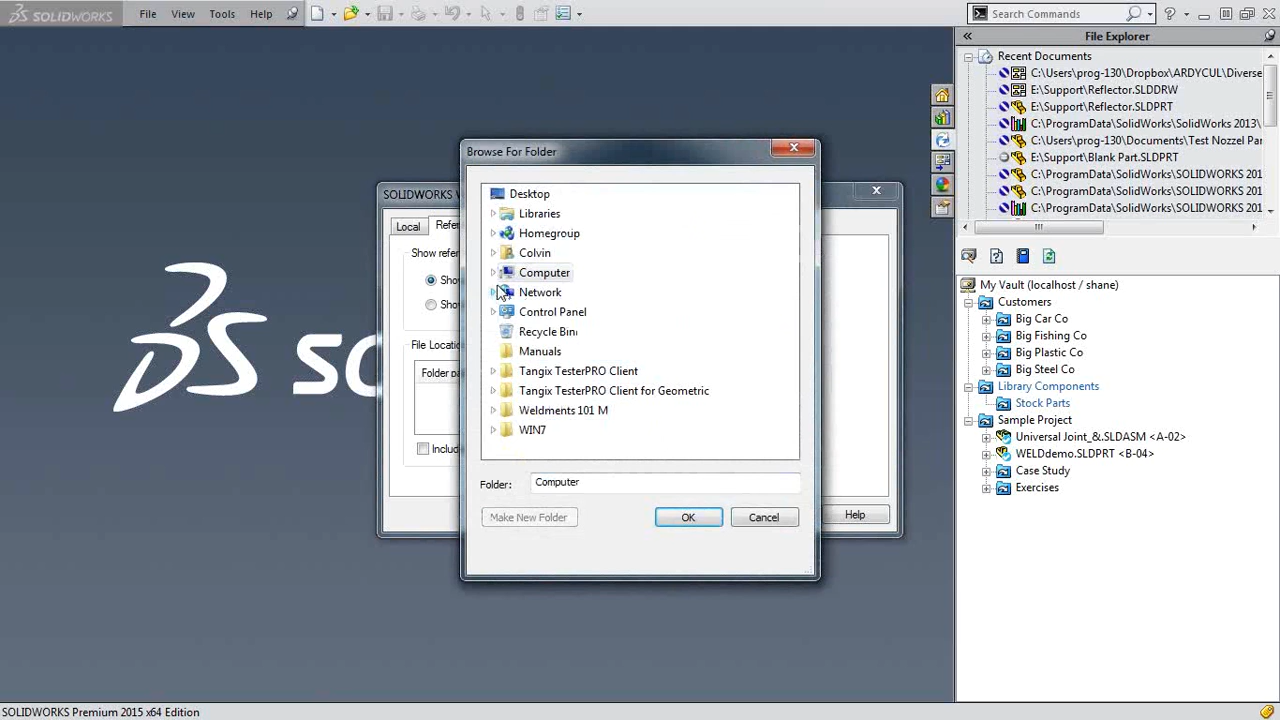 SOLIDWORKS
File
View
Tools
Help
Search Commands
File Explorer
Recent Documents
C:\Users\prog-130\Dropbox\ARDYCUL\Diverse
E:\Support\Reflector.SLDDRW
E:\Support\Reflector.SLDPRT
C:\ProgramData\SolidWorks\SolidWorks 2013\
C:\Users\prog-130\Documents\Test Nozzel Par
E:\Support\Blank Part.SLDPRT
C:\ProgramData\SolidWorks\SOLIDWORKS 201
C:\ProgramData\SolidWorks\SOLIDWORKS 201
C:\ProgramData\SolidWorks\SOLIDWORKS 201
My Vault (localhost / shane)
Customers
Big Car Co
Big Fishing Co
Big Plastic Co
Big Steel Co
Library Components
Stock Parts
Sample Project
Universal Joint_&.SLDASM <A-02>
WELDdemo.SLDPRT <B-04>
Case Study
Exercises
SOLIDWORKS
Local
Refer
Show refere
Sho
Sho
File Locatior
Folder pa
Includ
Help
Browse For Folder
Desktop
Libraries
Homegroup
Colvin
Computer
Network
Control Panel
Recycle Bin
Manuals
Tangix TesterPRO Client
Tangix TesterPRO Client for Geometric
Weldments 101 M
WIN7
Folder:
Computer
Make New Folder
OK
Cancel
SOLIDWORKS Premium 2015 x64 Edition